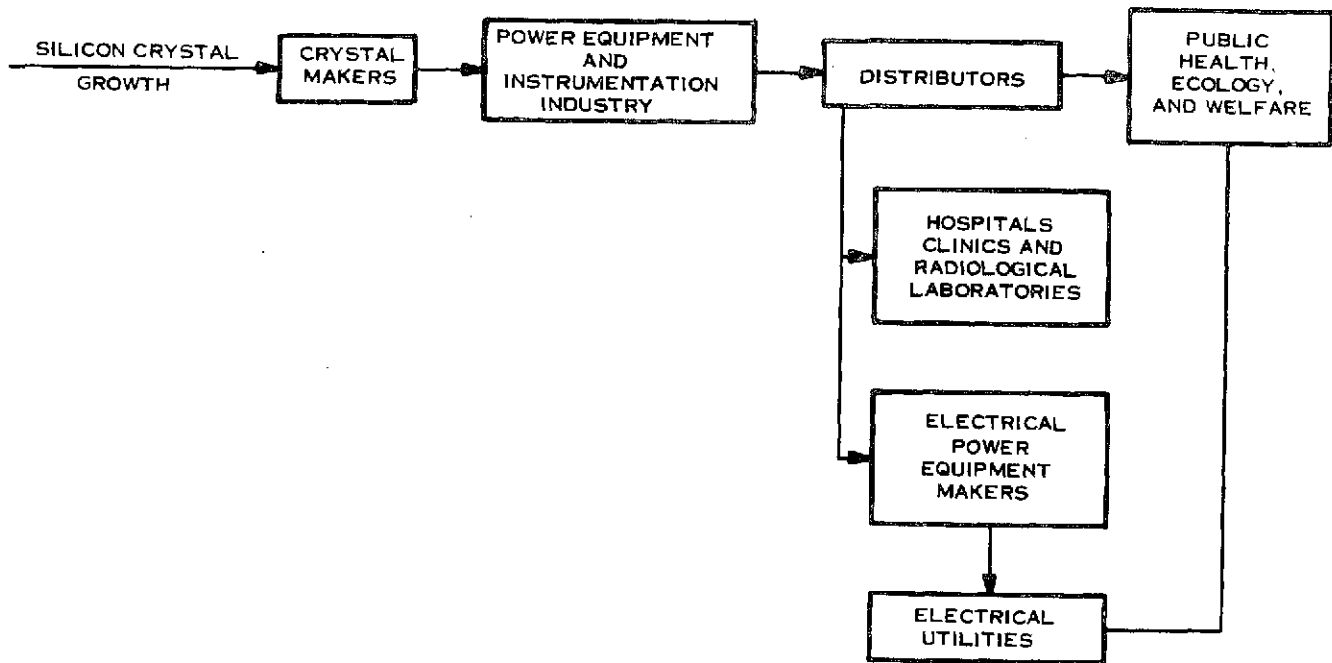 SILICON CRYSTAL
GROWTH
CRYSTAL
MAKERS
POWER EQUIPMENT
AND
INSTRUMENTATION
INDUSTRY
DISTRIBUTORS
PUBLIC
HEALTH,
ECOLOGY,
AND WELFARE
HOSPITALS
CLINICS AND
RADIOLOGICAL
LABORATORIES
ELECTRICAL
POWER
EQUIPMENT
MAKERS
ELECTRICAL
UTILITIES